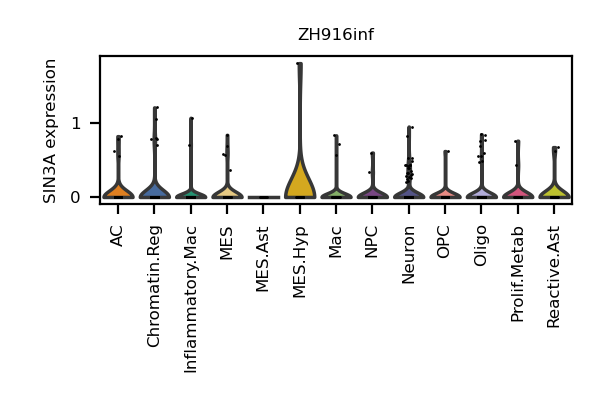 ZH916inf
SIN3A expression
1
0
AC
Chromatin.Reg
Inflammatory.Mac
MES
MES.Ast
MES.Hyp
Mac
NPC
Neuron
OPC
Oligo
Prolif.Metab
Reactive.Ast